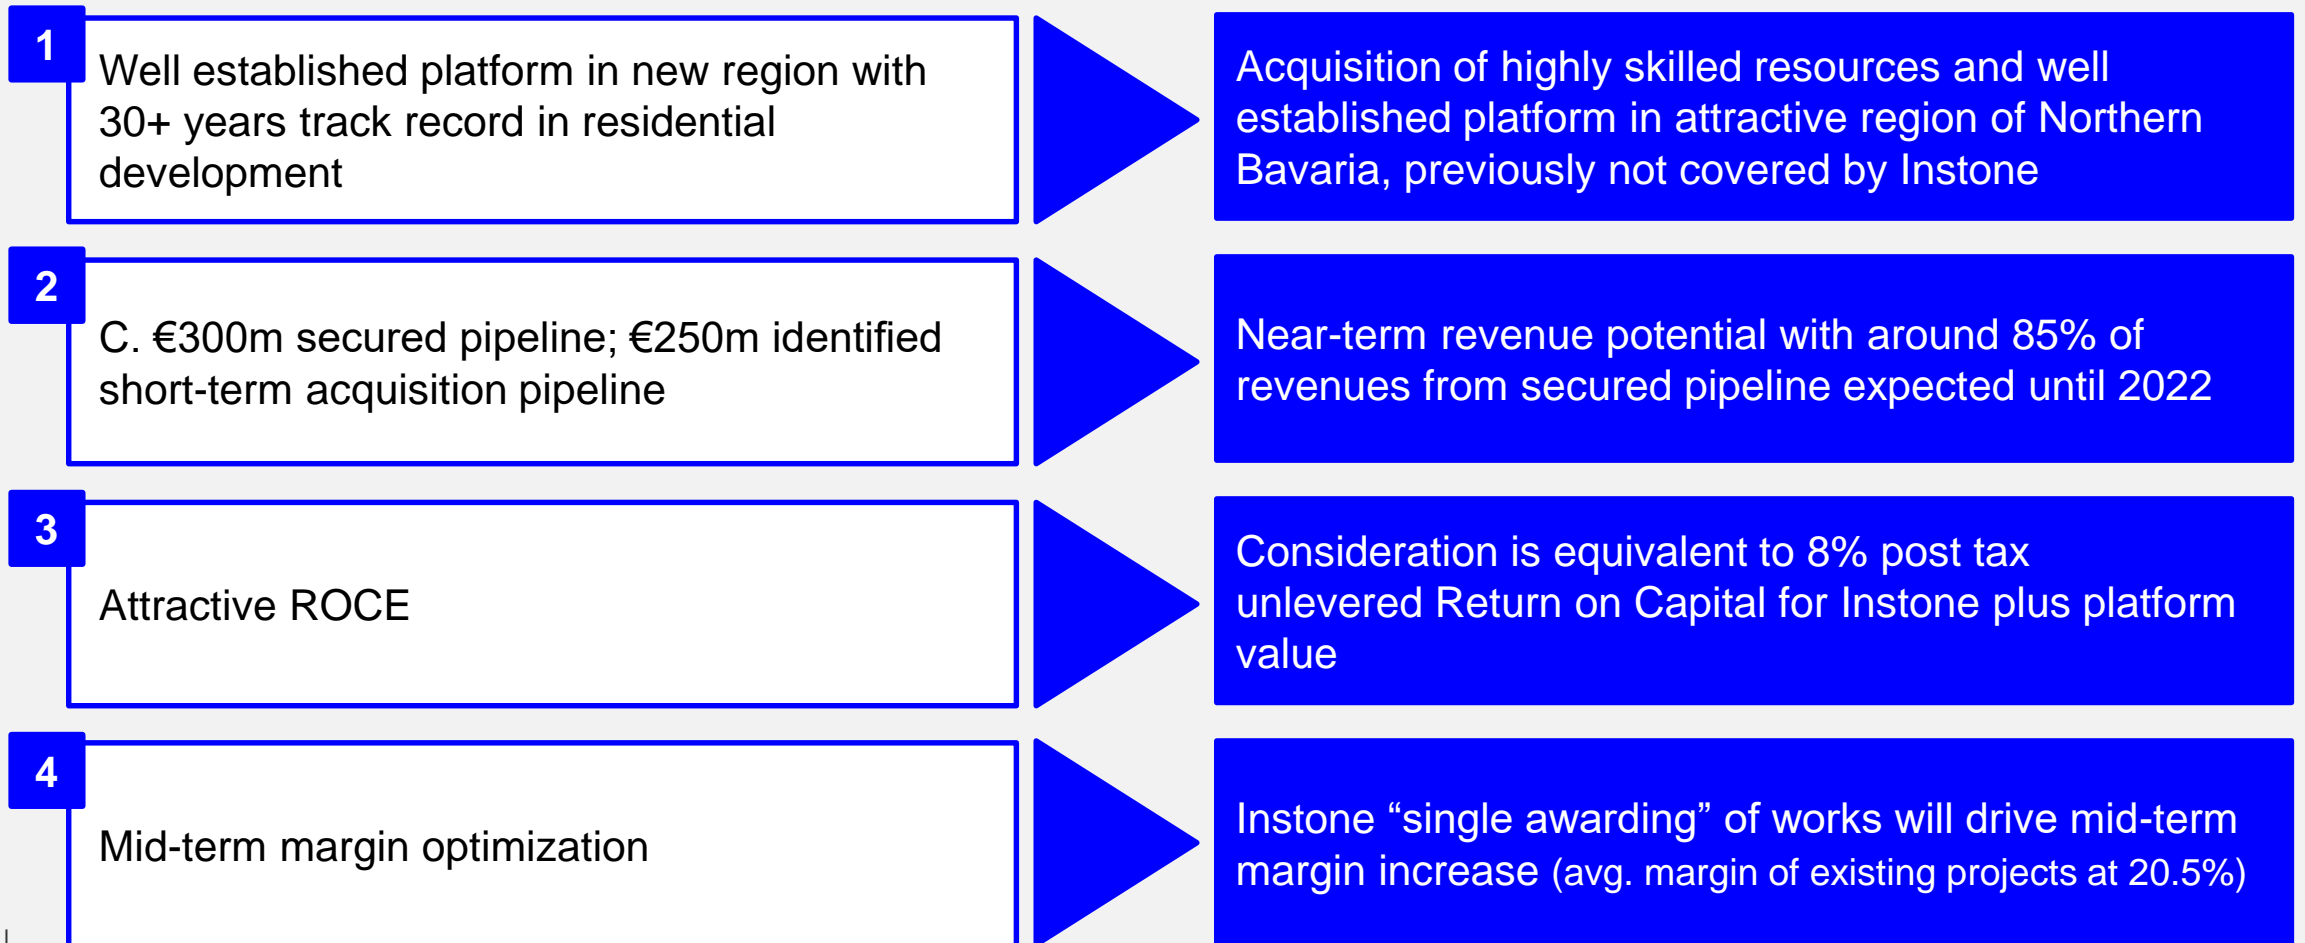 1
Well established platform in new region with
30+ years track record in residential
development
Acquisition of highly skilled resources and well
established platform in attractive region of Northern
Bavaria, previously not covered by Instone
2
C. €300m secured pipeline; €250m identified
short-term acquisition pipeline
Near-term revenue potential with around 85% of
revenues from secured pipeline expected until 2022
3
Attractive ROCE
Consideration is equivalent to 8% post tax
unlevered Return on Capital for Instone plus platform
value
4
Mid-term margin optimization
Instone “single awarding” of works will drive mid-term
margin increase (avg. margin of existing projects at 20.5%)